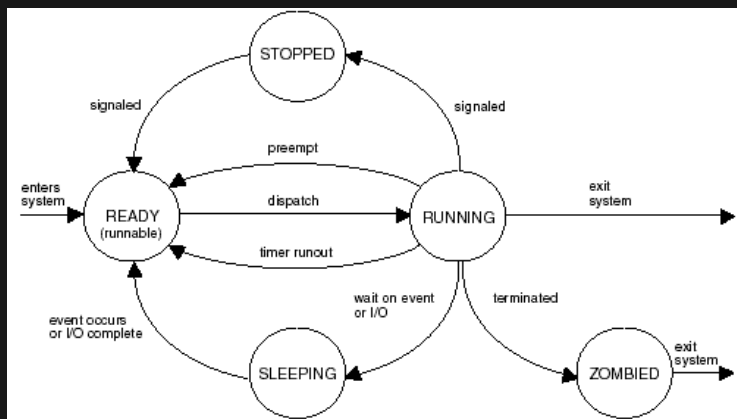 STOPPED
signaled
signaled
preempt
enters
system
READY
(runnable)
dispatch
RUNNING
exit
system
timer runout
wait on event
or I/O
terminated
event occurs
or I/O complete
SLEEPING
ZOMBIED
exit
system